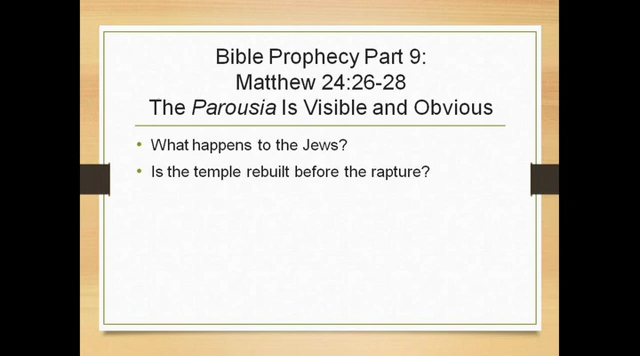 Bible Prophecy Part 9:
Matthew 24:26-28
The Parousia Is Visible and Obvious
• What happens to the Jews?
• Is the temple rebuilt before the rapture?